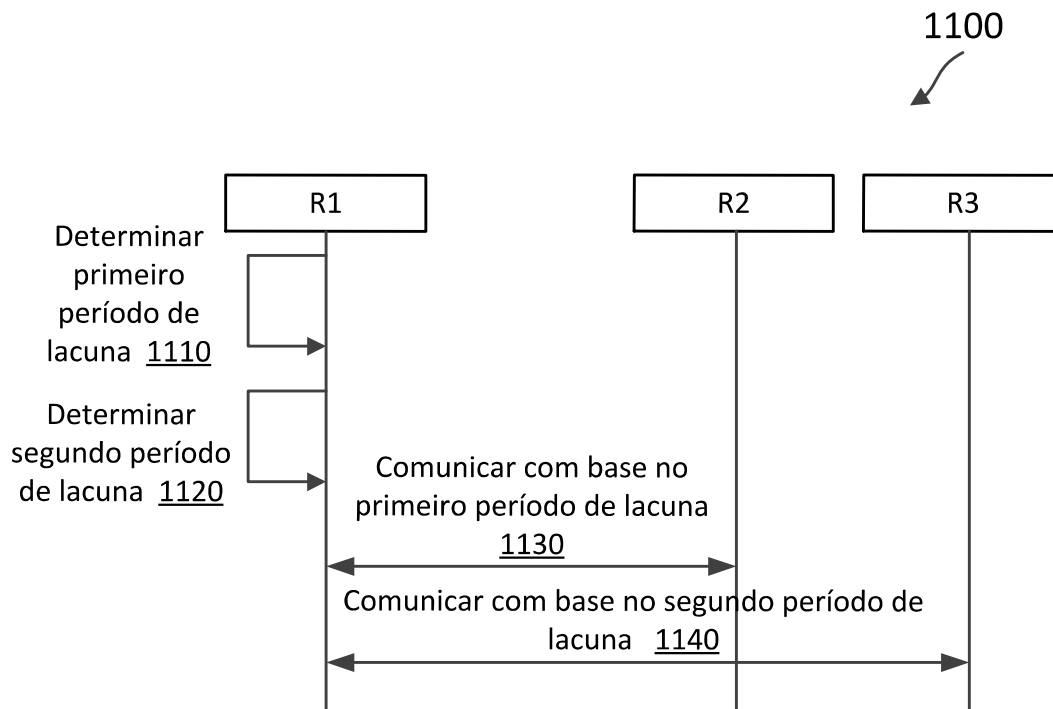 1100
R1
R2
R3
Determinar
primeiro
período de
lacuna 1110
Determinar
segundo período
de lacuna 1120
Comunicar com base no
primeiro período de lacuna
1130
Comunicar com base no segundo período de
lacuna 1140